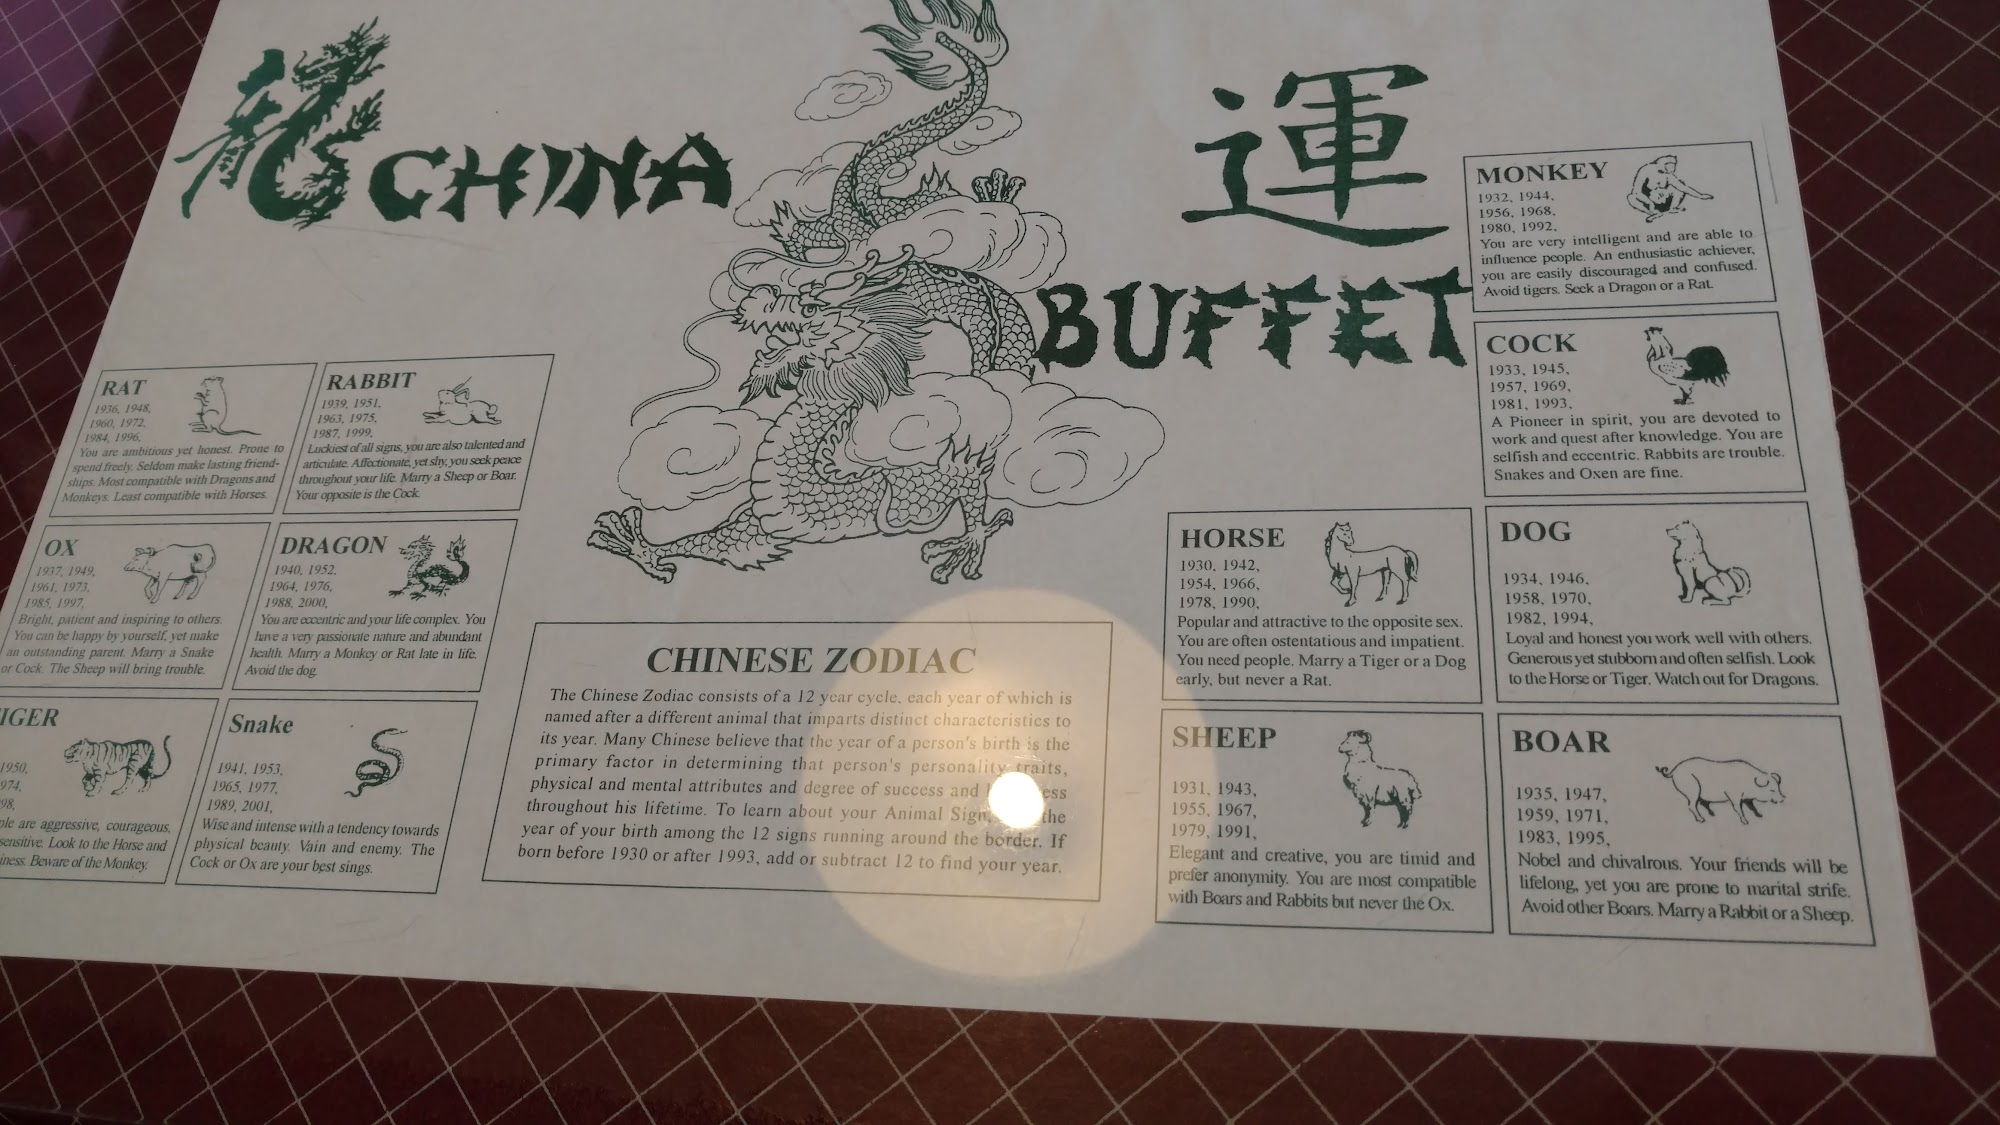 龍 CHINA
運
BUFFET
RAT
1936, 1948,
1960, 1972,
1984, 1996,
You are ambitious yet honest. Prone to
spend freely. Seldom make lasting friend-
ships. Most compatible with Dragons and
Monkeys. Least compatible with Horses.
RABBIT
1939, 1951,
1963, 1975,
1987, 1999,
Luckiest of all signs, you are also talented and
articulate. Affectionate, yet shy, you seek peace
throughout your life. Marry a Sheep or Boar.
Your opposite is the Cock.
OX
1937, 1949,
1961, 1973,
1985, 1997,
Bright, patient and inspiring to others.
You can be happy by yourself, yet make
an outstanding parent. Marry a Snake
or Cock. The Sheep will bring trouble.
DRAGON
1940, 1952,
1964, 1976,
1988, 2000,
You are eccentric and your life complex. You
have a very passionate nature and abundant
health. Marry a Monkey or Rat late in life.
Avoid the dog.
IGER
1950,
974,
98,
ple are aggressive, courageous,
sensitive. Look to the Horse and
iness. Beware of the Monkey.
Snake
1941, 1953,
1965, 1977,
1989, 2001,
Wise and intense with a tendency towards
physical beauty. Vain and enemy. The
Cock or Ox are your best sings.
CHINESE ZODIAC
The Chinese Zodiac consists of a 12 year cycle, each year of which is
named after a different animal that imparts distinct characteristics to
its year. Many Chinese believe that the year of a person's birth is the
primary factor in determining that person's personality traits,
physical and mental attributes and degree of success and ess
throughout his lifetime. To learn about your Animal Sign, the
year of your birth among the 12 signs running around the border. If
born before 1930 or after 1993, add or subtract 12 to find your year.
HORSE
1930, 1942,
1954, 1966,
1978, 1990,
Popular and attractive to the opposite sex.
You are often ostentatious and impatient.
You need people. Marry a Tiger or a Dog
early, but never a Rat.
SHEEP
1931, 1943,
1955, 1967,
1979, 1991,
Elegant and creative, you are timid and
prefer anonymity. You are most compatible
with Boars and Rabbits but never the Ox.
MONKEY
1932, 1944,
1956, 1968,
1980, 1992,
You are very intelligent and are able to
influence people. An enthusiastic achiever,
you are easily discouraged and confused.
Avoid tigers. Seek a Dragon or a Rat.
COCK
1933, 1945,
1957, 1969,
1981, 1993,
A Pioneer in spirit, you are devoted to
work and quest after knowledge. You are
selfish and eccentric. Rabbits are trouble.
Snakes and Oxen are fine.
DOG
1934, 1946,
1958, 1970,
1982, 1994,
Loyal and honest you work well with others.
Generous yet stubborn and often selfish. Look
to the Horse or Tiger. Watch out for Dragons.
BOAR
1935, 1947,
1959, 1971,
1983, 1995,
Nobel and chivalrous. Your friends will be
lifelong, yet you are prone to marital strife.
Avoid other Boars. Marry a Rabbit or a Sheep.